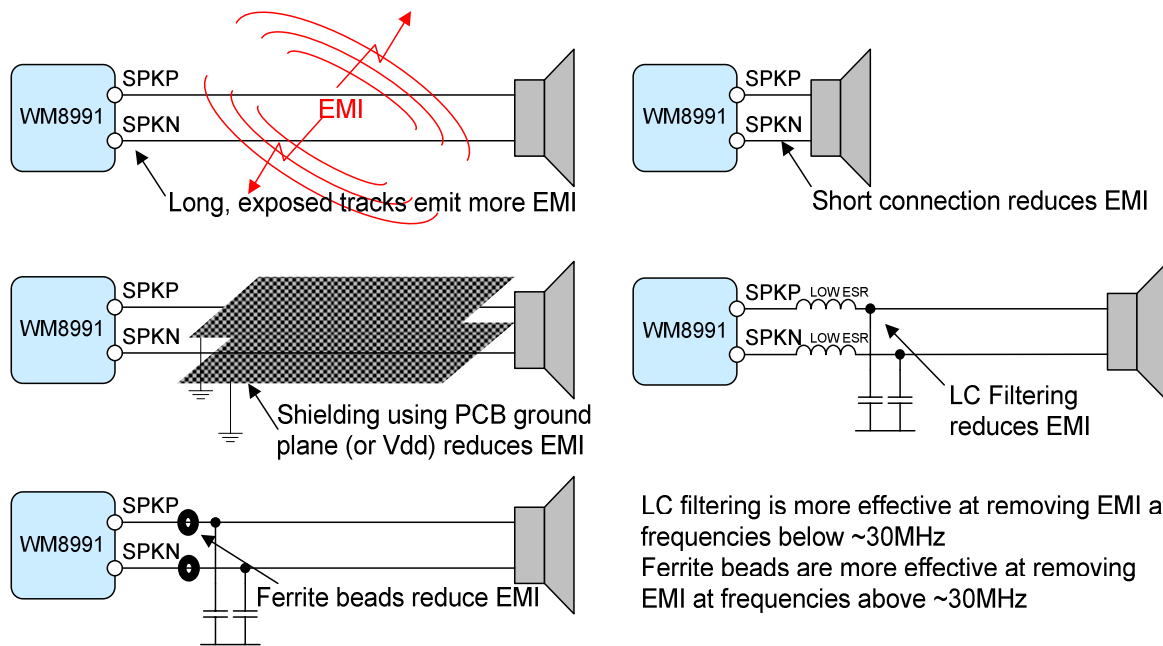 SPKP
WM8991
SPKN
EMI
Long, exposed tracks emit more EMI
SPKP
WM8991
SPKN
Short connection reduces EMI
SPKP
WM8991
SPKN
Shielding using PCB ground
plane (or Vdd) reduces EMI
SPKP
LOW ESR
WM8991
SPKN
LOW ESR
LC Filtering
reduces EMI
SPKP
WM8991
SPKN
Ferrite beads reduce EMI
LC filtering is more effective at removing EMI a
frequencies below ~30MHz
Ferrite beads are more effective at removing
EMI at frequencies above ~30MHz